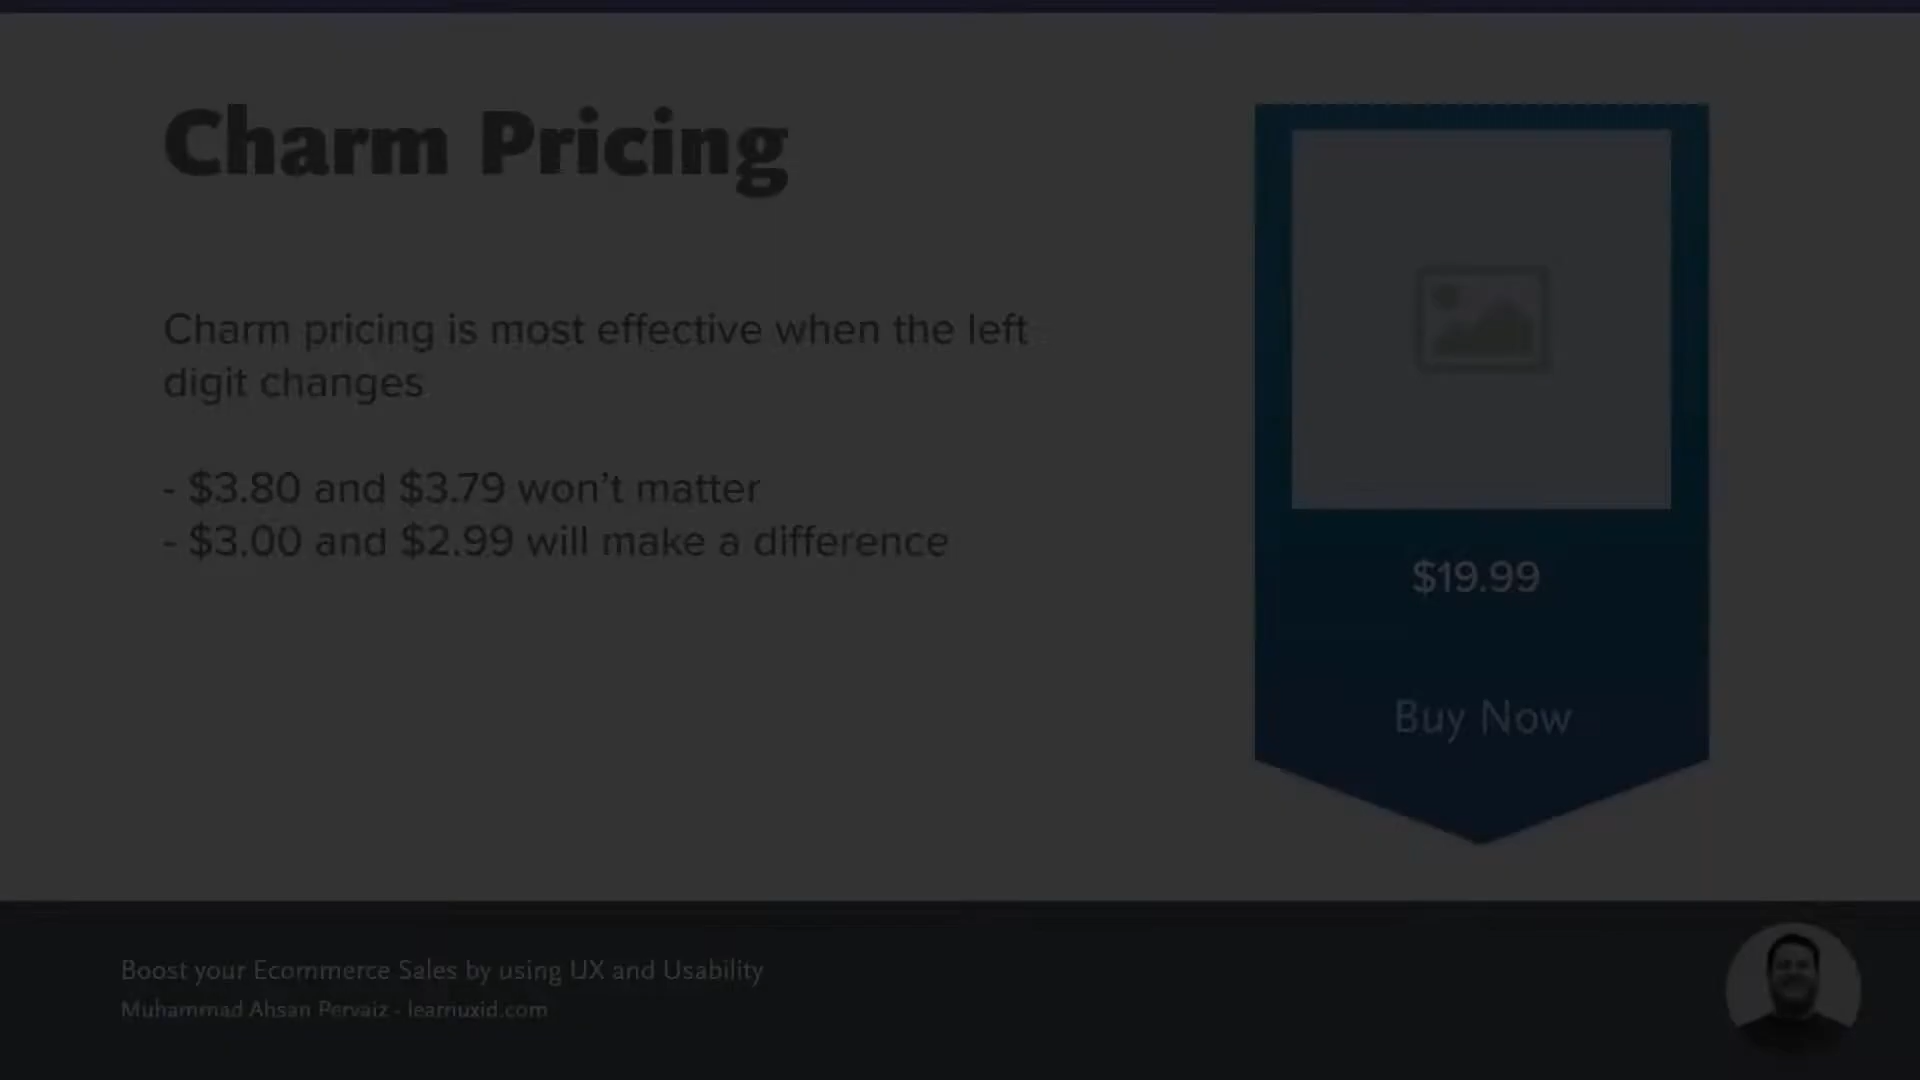 Charm Pricing
Charm pricing is most effective when the left
digit changes
- $3.80 and $3.79 won't matter
- $3.00 and $2.99 will make a difference
$19.99
Buy Now
Boost your Ecommerce Sales by using UX and Usability
Muhammad Ahsan Pervaiz - learnuxid.com